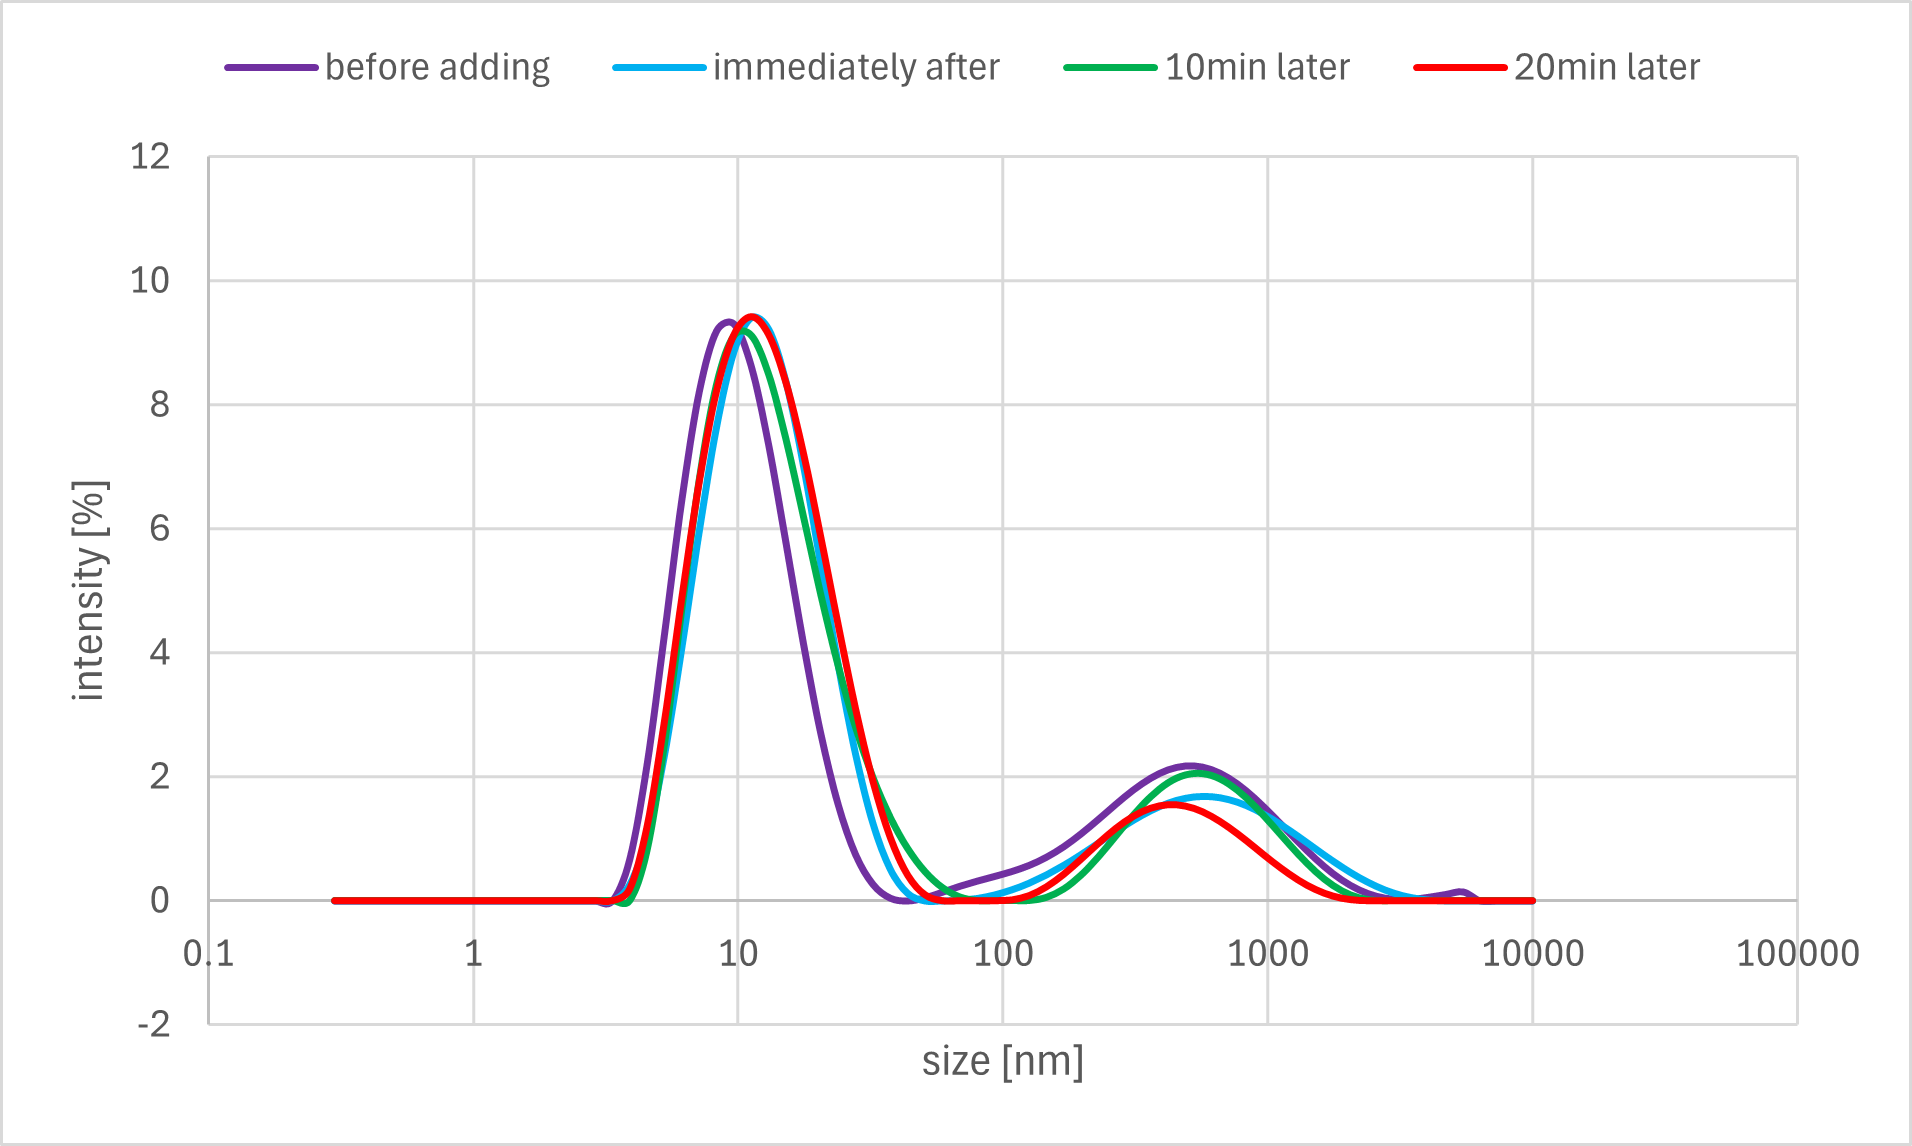 before adding immediately after 10min later 20min later
12
10
8
6
4
2
0
-2
intensity [%]
0.1 1 10 100 1000 10000 100000
size [nm]